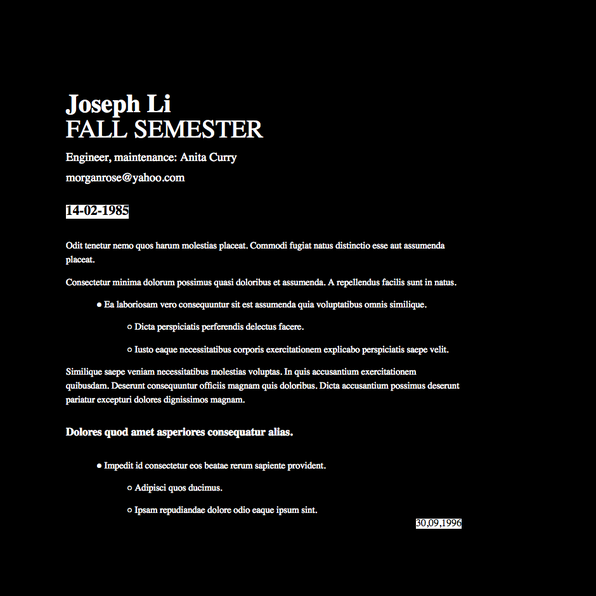 Joseph Li
FALL SEMESTER
Engineer, maintenance: Anita Curry
morganrose@yahoo.com
14-02-1985
Odit tenetur nemo quos harum molestias placeat. Commodi fugiat natus distinctio esse aut assumenda
placeat.
Consectetur minima dolorum possimus quasi doloribus et assumenda. A repellendus facilis sunt in natus.
Ea laboriosam vero consequuntur sit est assumenda quia voluptatibus omnis similique.
Dicta perspiciatis perferendis delectus facere.
Iusto eaque necessitatibus corporis exercitationem explicabo perspiciatis saepe velit.
Similique saepe veniam necessitatibus molestias voluptas. In quis accusantium exercitationem
quibusdam. Deserunt consequuntur officiis magnam quis doloribus. Dicta accusantium possimus deserunt
pariatur excepturi dolores dignissimos magnam.
Dolores quod amet asperiores consequatur alias.
Impedit id consectetur eos beatae rerum sapiente provident.
Adipisci quos ducimus.
Ipsam repudiandae dolore odio eaque ipsum sint.
30,09,1996